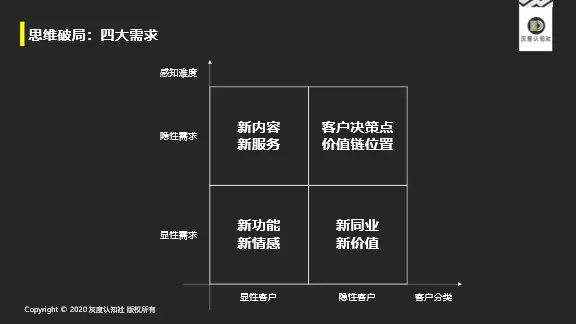 思维破局：四大需求
灰度认知社
感知难度
隐性需求
新内容
新服务
客户决策点
价值链位置
显性需求
新功能
新情感
新同业
新价值
显性客户
隐性客户
客户分类
Copyright © 2020 灰度认知社 版权所有